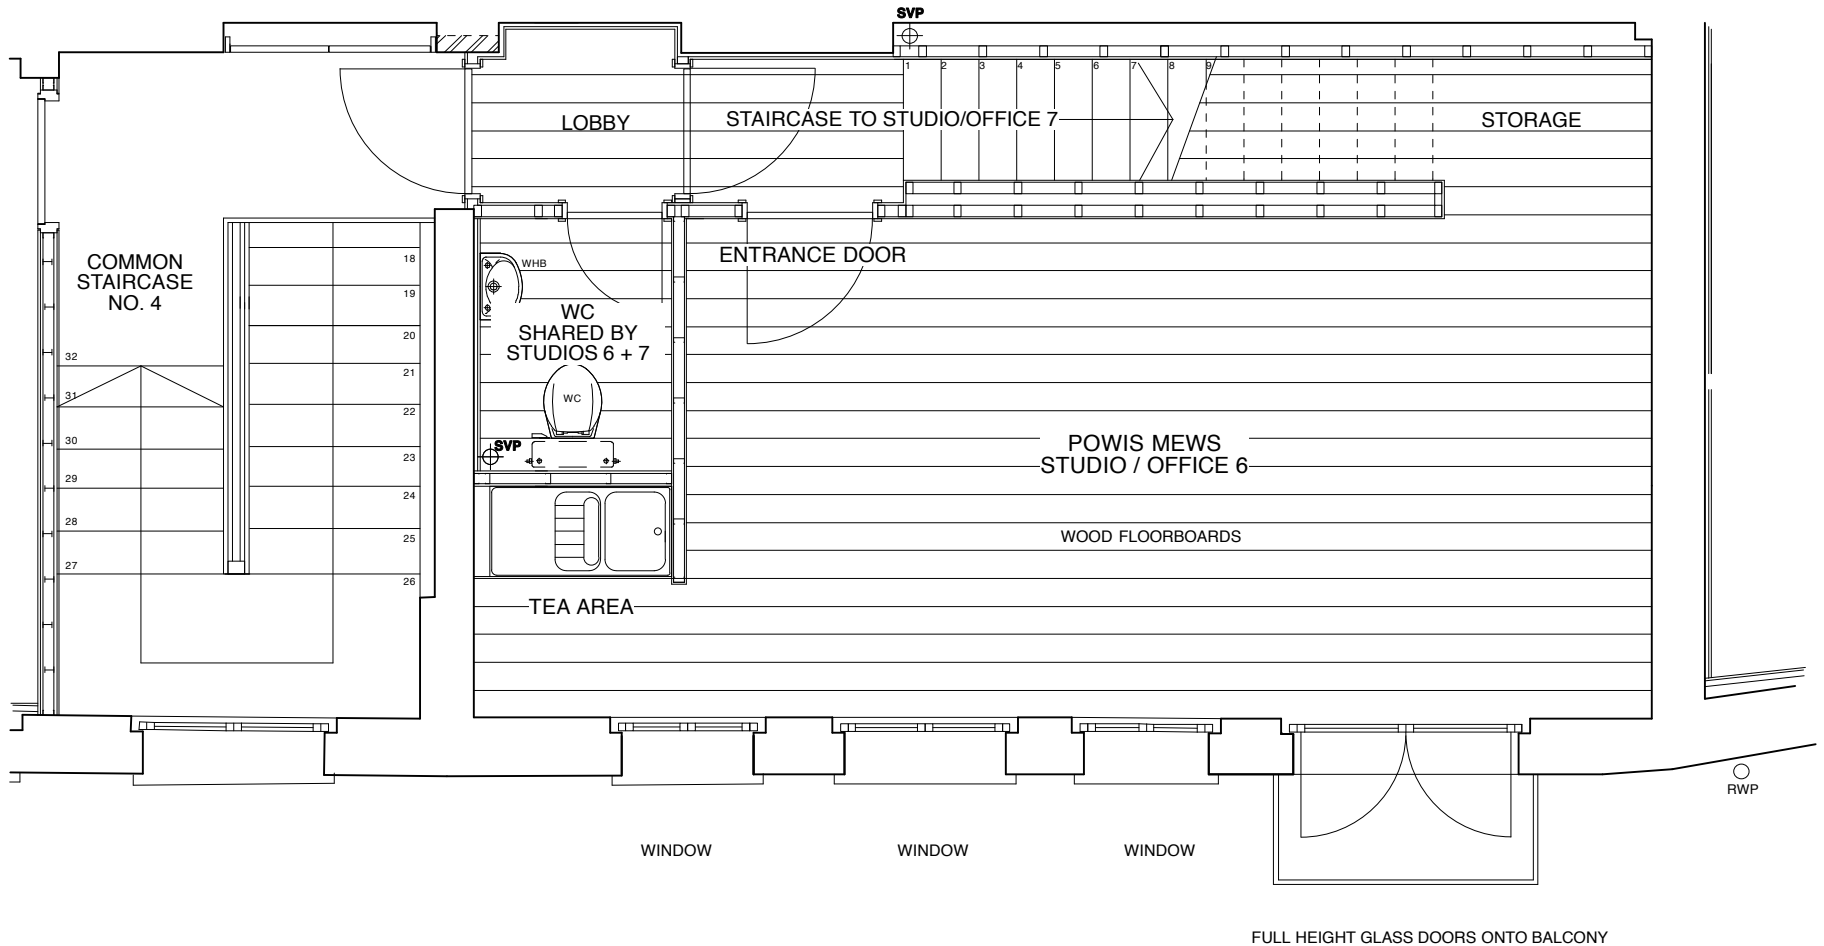 SVP
1 2 3 4 5 6 7 8 9
LOBBY
STAIRCASE TO STUDIO/OFFICE 7
STORAGE
COMMON
STAIRCASE
NO. 4
18
19
20
21
22
23
24
25
26
32
31
30
29
28
27
WHB
ENTRANCE DOOR
WC
SHARED BY
STUDIOS 6 + 7
WC
SVP
POWIS MEWS
STUDIO / OFFICE 6
WOOD FLOORBOARDS
TEA AREA
RWP
WINDOW
WINDOW
WINDOW
FULL HEIGHT GLASS DOORS ONTO BALCONY